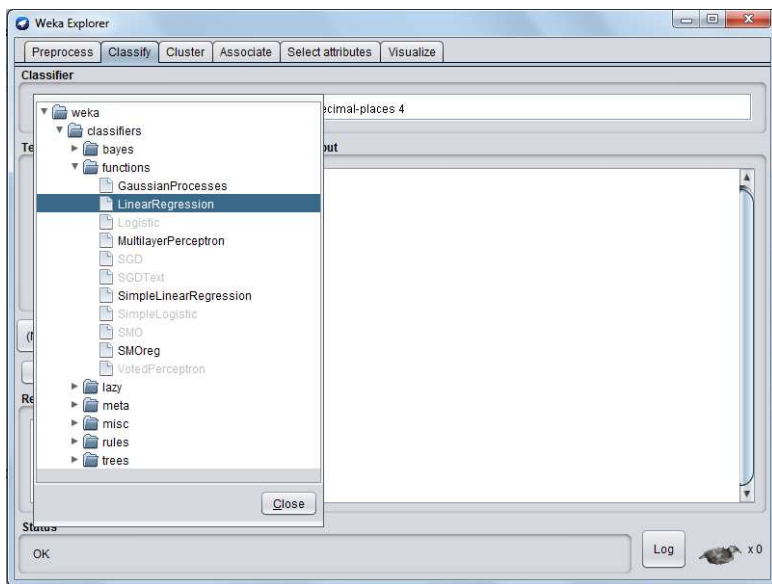 Weka Explorer
Preprocess Classify Cluster Associate Select attributes Visualize
Classifier
ecimal-places 4
weka
classifiers
bayes
functions
GaussianProcesses
LinearRegression
Logistic
MultilayerPerceptron
SGD
SGDText
SimpleLinearRegression
SimpleLogistic
SMO
SMOreg
VotedPerceptron
lazy
meta
misc
rules
trees
Close
Te
put
(N
Re
Status
OK
Log
x 0